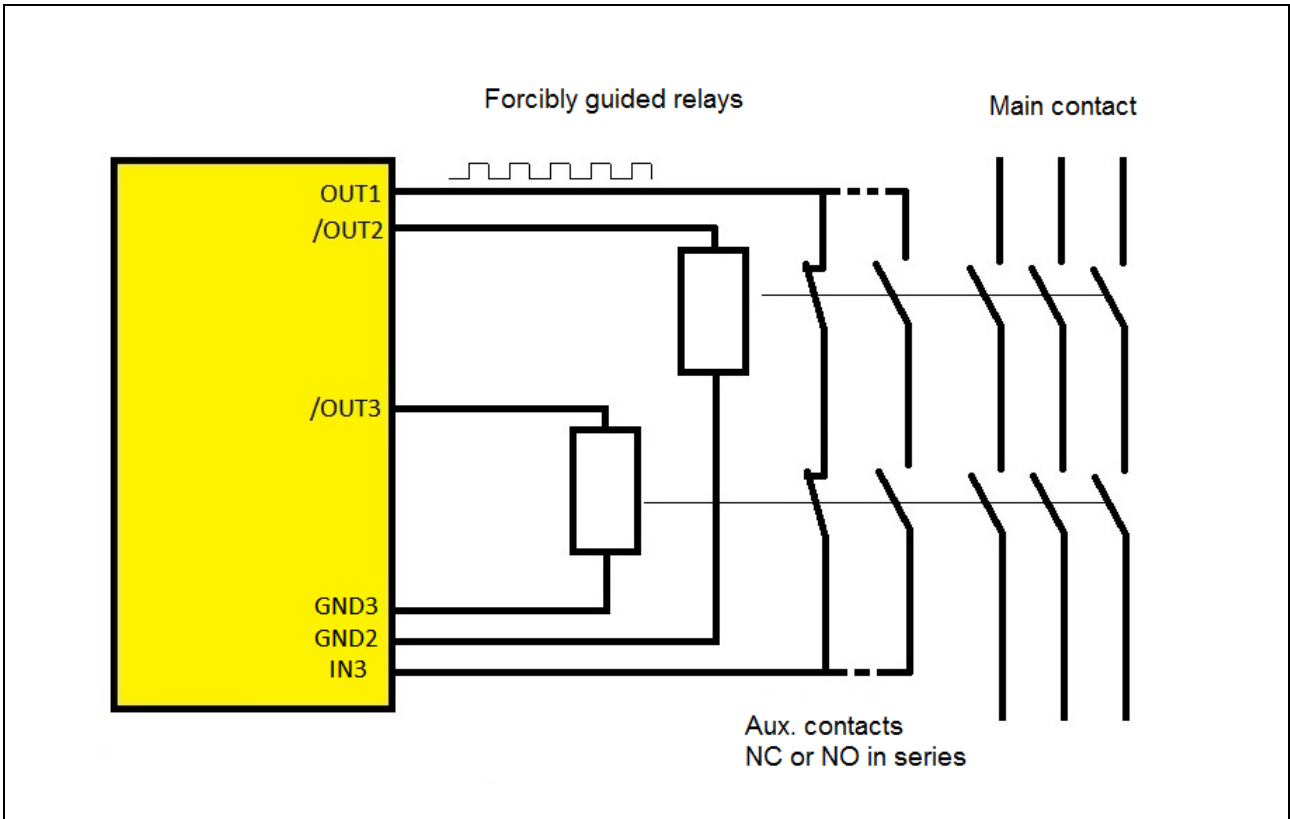 Forcibly guided relays
Main contact
OUT1
/OUT2
/OUT3
GND3
GND2
IN3
Aux. contacts
NC or NO in series